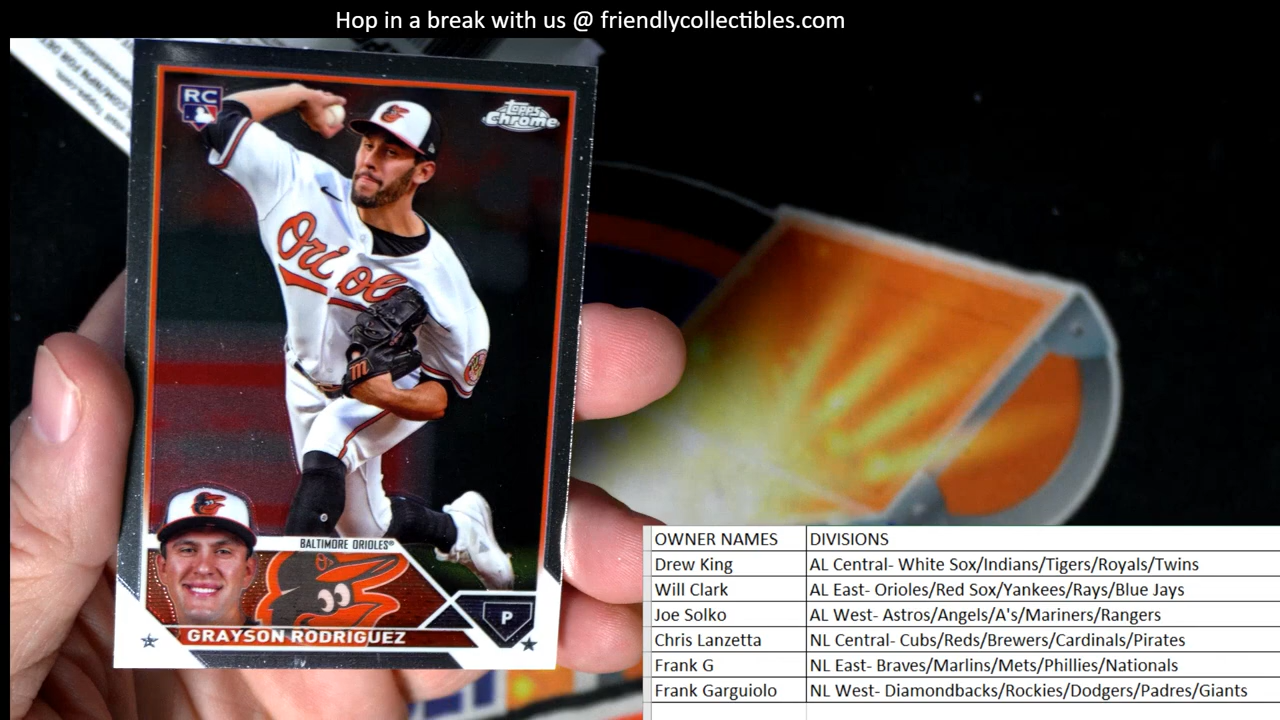 Hop in a break with us @ friendlycollectibles.com
RC
Topps
Chrome
Orioles
BALTIMORE ORIOLES®
P
GRAYSON RODRIGUEZ
OWNER NAMES DIVISIONS
Drew King AL Central- White Sox/Indians/Tigers/Royals/Twins
Will Clark AL East- Orioles/Red Sox/Yankees/Rays/Blue Jays
Joe Solko AL West- Astros/Angels/A's/Mariners/Rangers
Chris Lanzetta NL Central- Cubs/Reds/Brewers/Cardinals/Pirates
Frank G NL East- Braves/Marlins/Mets/Phillies/Nationals
Frank Garguiolo NL West- Diamondbacks/Rockies/Dodgers/Padres/Giants